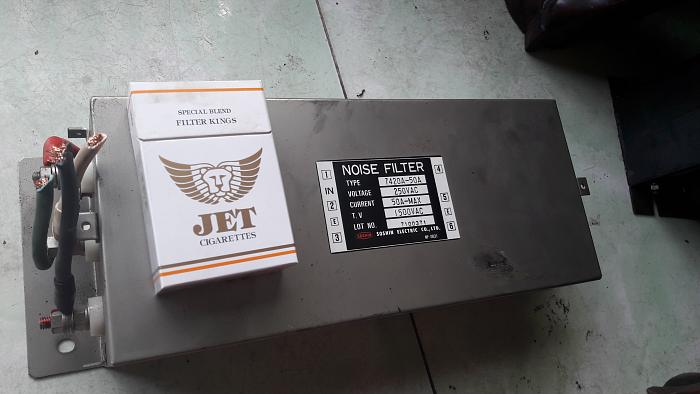 SPECIAL BLEND
FILTER KINGS
JET
CIGARETTES
NOISE FILTER
1 4
TYPE 7420A-50A
IN
VOLTAGE 250VAC
2 CURRENT 50A-MAX 5
E T.V 1500VAC E
3 LOT NO. 6
SOSHIN ELECTRIC CO.,LTD.